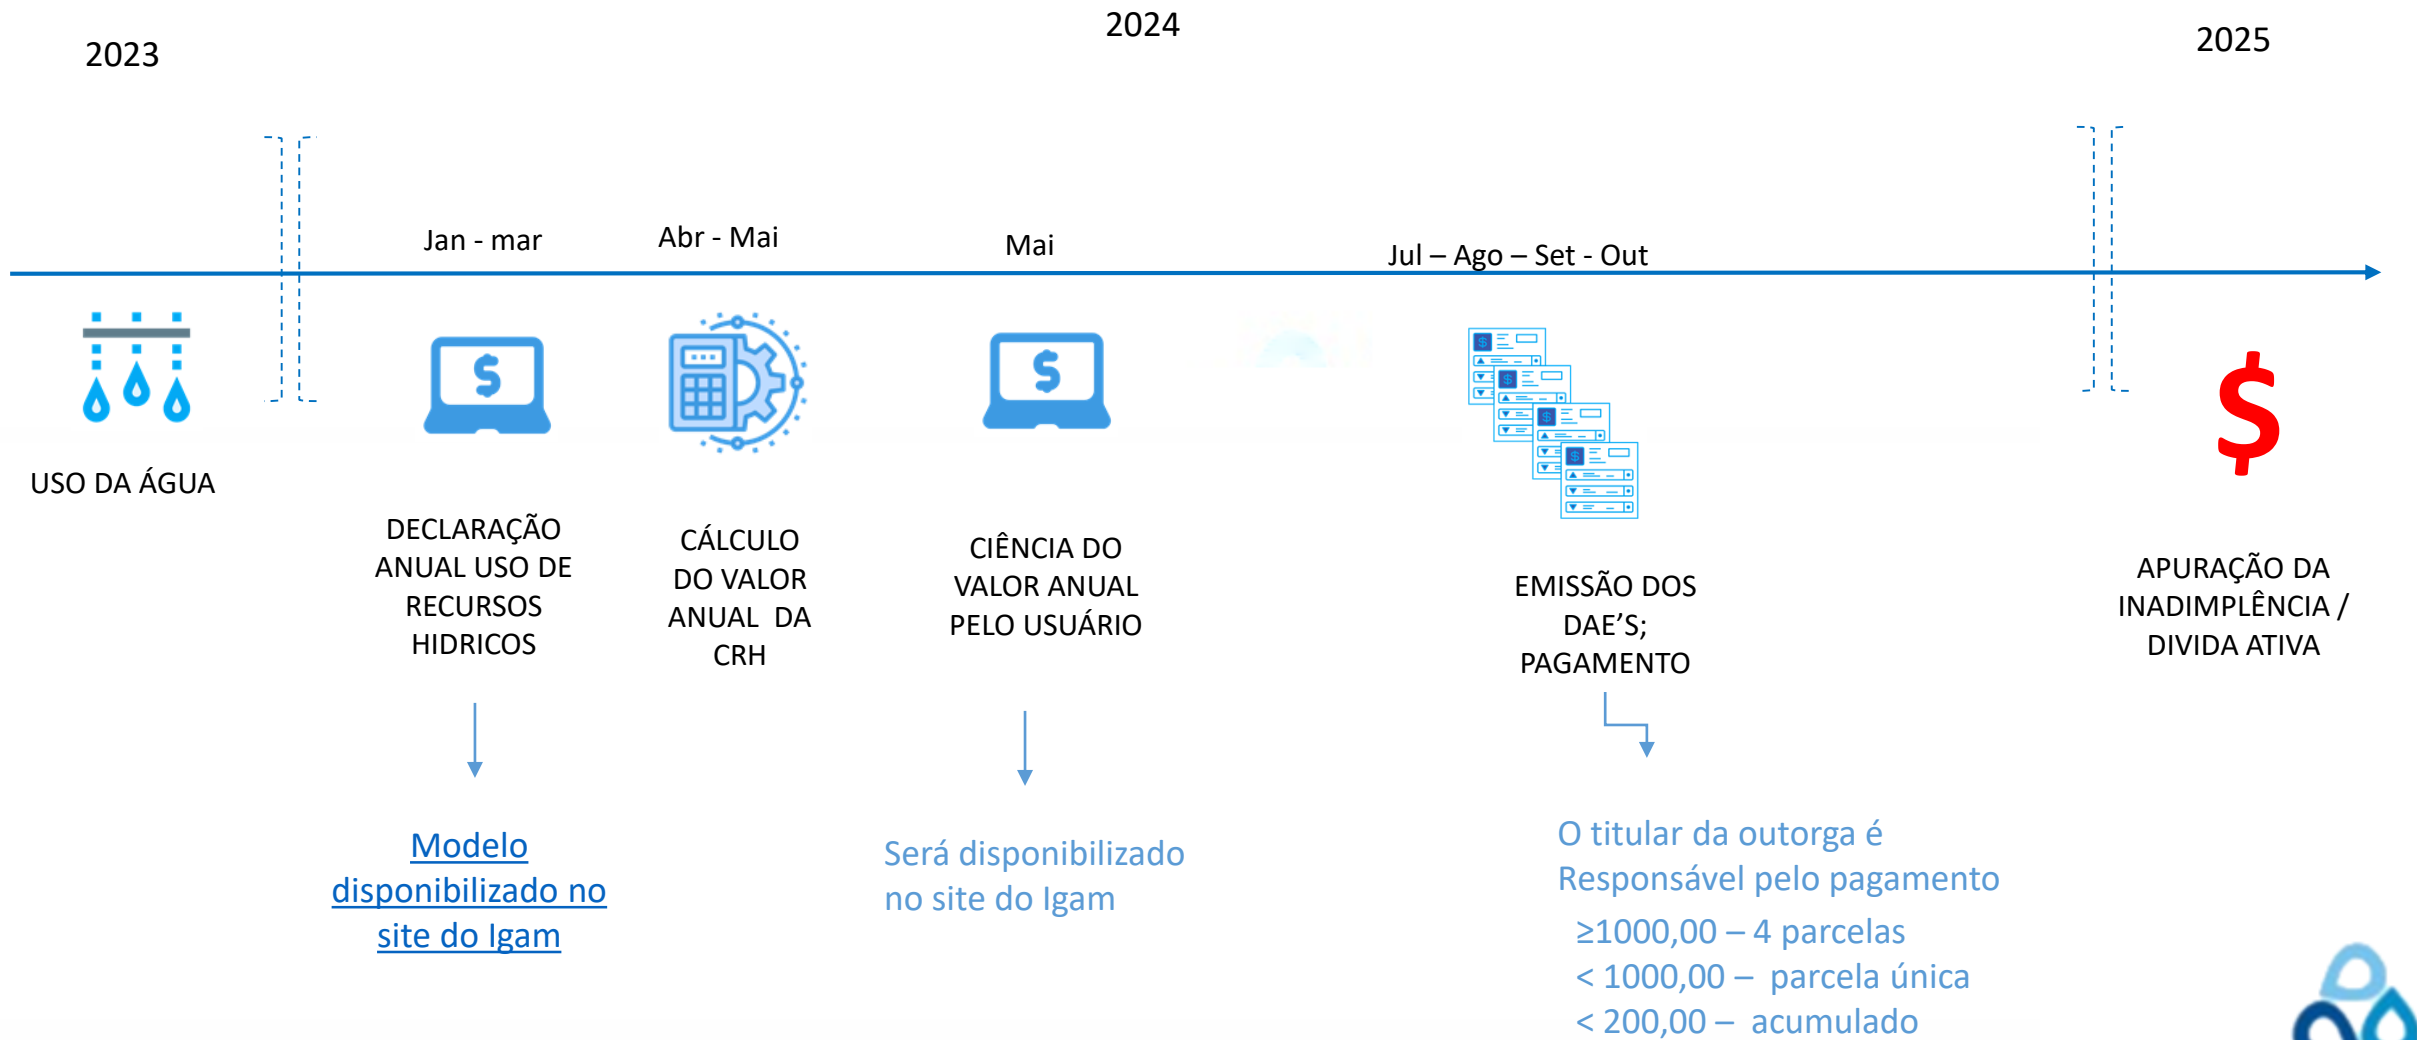 2023
2024
2025
Jan - mar
Abr - Mai
Mai
Jul – Ago – Set - Out
USO DA ÁGUA
DECLARAÇÃO
ANUAL USO DE
RECURSOS
HIDRICOS
CÁLCULO
DO VALOR
ANUAL DA
CRH
CIÊNCIA DO
VALOR ANUAL
PELO USUÁRIO
EMISSÃO DOS
DAE’S;
PAGAMENTO
APURAÇÃO DA
INADIMPLÊNCIA /
DIVIDA ATIVA
Modelo
disponibilizado no
site do Igam
Será disponibilizado
no site do Igam
O titular da outorga é
Responsável pelo pagamento
≥1000,00 – 4 parcelas
< 1000,00 – parcela única
< 200,00 – acumulado